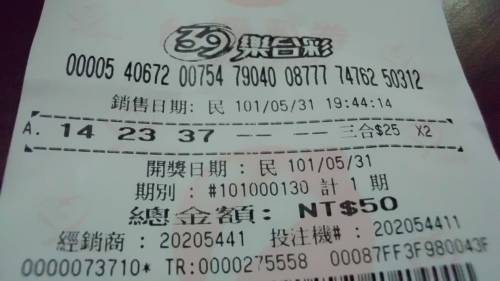 39樂合彩
00005 40672 00754 79040 08777 74762 50312
銷售日期: 民 101/05/31 19:44:14
A. 14 23 37 -- -- 三合$25 X2
開獎日期 : 民 101/05/31
期別 : #101000130 計 1 期
總金額: NT$50
經銷商 : 20205441 投注機# : 202054411
0000073710* TR:0000275558 00087FF3F980043F